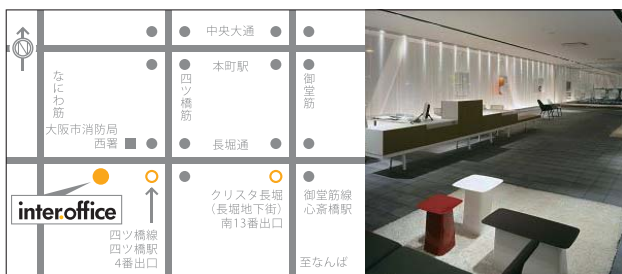 N
中央大通
本町駅
なにわ筋
四ツ橋筋
御堂筋
大阪市消防局
西署
長堀通
inter.office
四ツ橋線
四ツ橋駅
4番出口
クリスタ長堀
(長堀地下街)
南13番出口
御堂筋線
心斎橋駅
至なんば